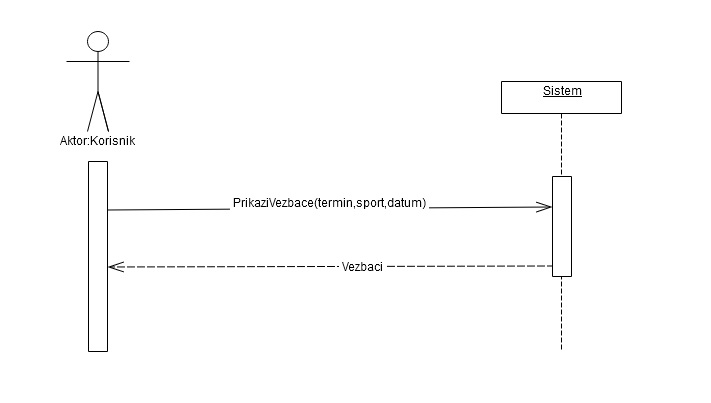 Sistem
Aktor:Korisnik
PrikaziVezbace(termin,sport,datum)
Vezbaci